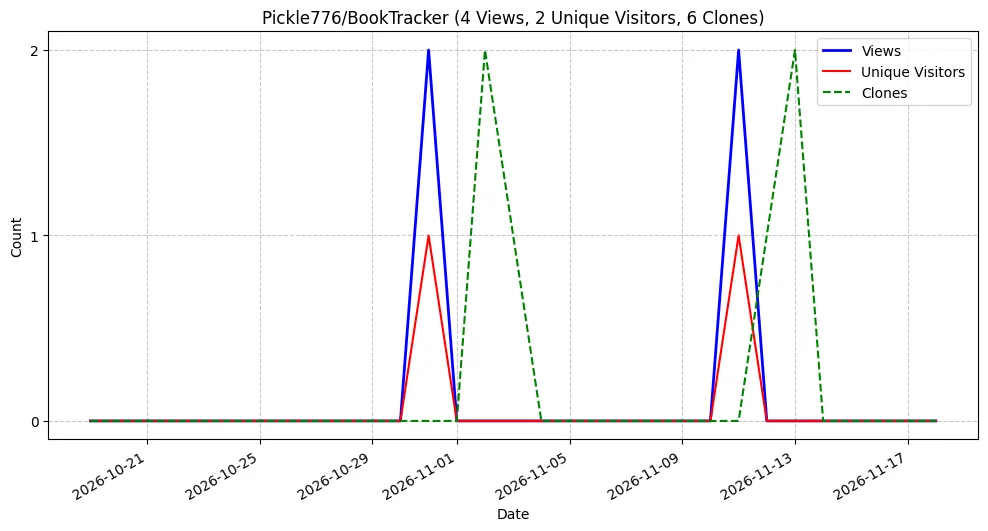 Pickle776/BookTracker (4 Views, 2 Unique Visitors, 6 Clones)
Views
Unique Visitors
Clones
Count
2
1
0
2026-10-21
2026-10-25
2026-10-29
2026-11-01
2026-11-05
2026-11-09
2026-11-13
2026-11-17
Date